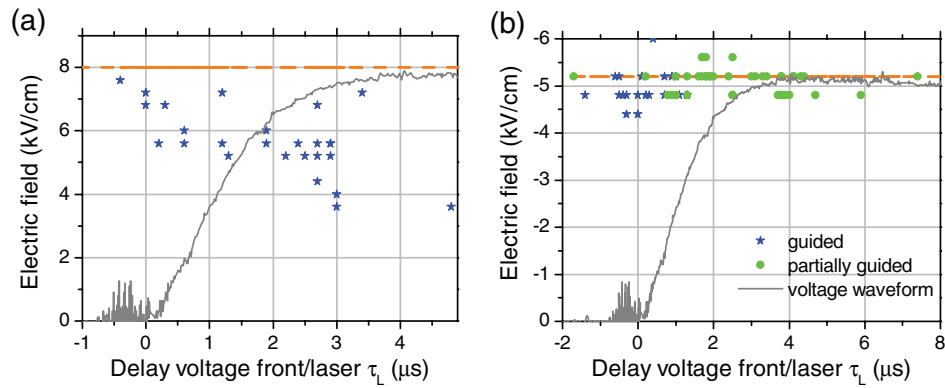 (a)
Electric field (kV/cm)
8
6
4
2
0
-1 0 1 2 3 4
Delay voltage front/laser τL (μs)
(b)
Electric field (kV/cm)
-6
-5
-4
-3
-2
-1
0
guided
partially guided
voltage waveform
-2 0 2 4 6 8
Delay voltage front/laser τL (μs)